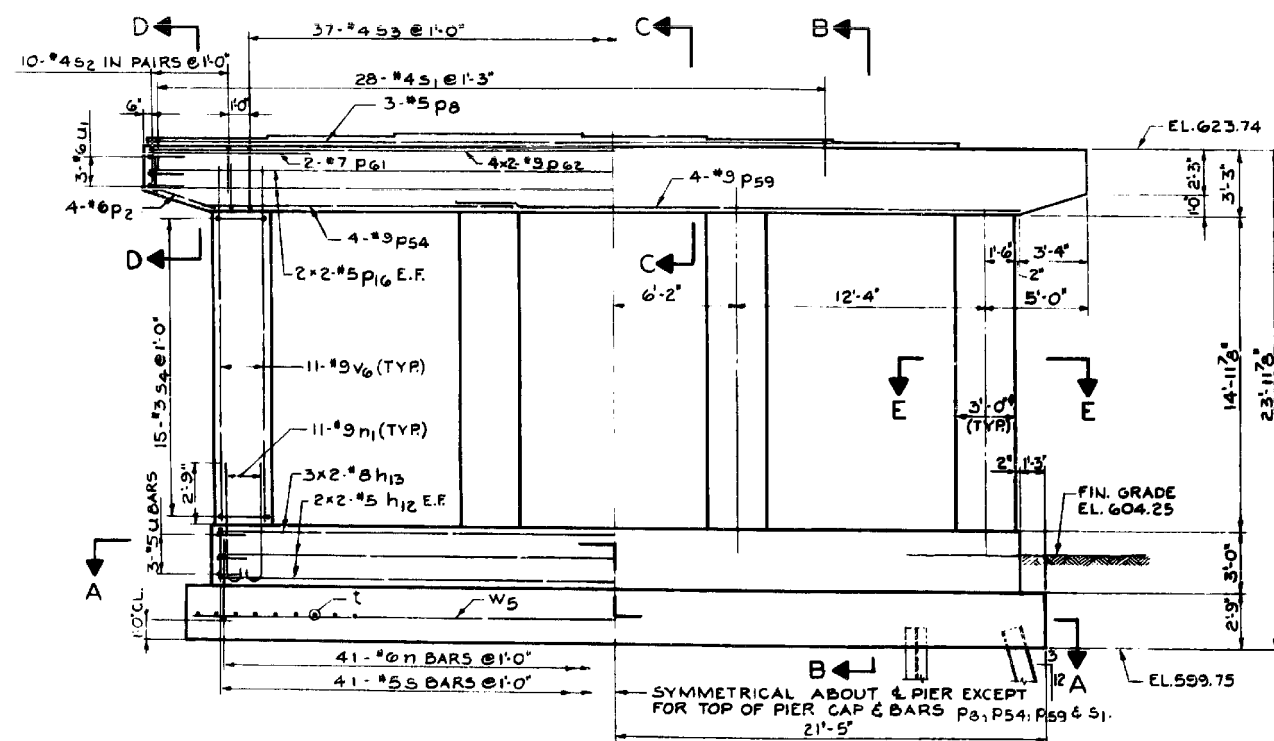 D
37-#4 S3 @ 1'-0"
C
B
10-#4 S2 IN PAIRS @ 1'-0"
28-#4 S1 @ 1'-3"
6"
1'-0"
3-#5 P8
EL. 623.74
3-#6 U1
2-#7 P61
4x2-#9 P62
4-#9 P59
2'-3"
1'-0"
3'-3"
4-#6 P2
D
4-#9 P54
2x2-#5 P16 E.F.
C
6'-2"
12'-4"
1'-6"
3'-4"
2"
5'-0"
15-#3 S4 @ 1'-0"
11-#9 V6 (TYP.)
E
E
14'-11 7/8"
23'-11 7/8"
3'-0"ϕ
(TYP.)
11-#9 n1 (TYP.)
2'-9"
3x2-#8 h13
2x2-#5 h12 E.F.
2"
1'-3"
FIN. GRADE
EL. 604.25
3-#5 U BARS
A
3'-0"
1'-0" CL.
t
W5
2'-9"
41-#6 n BARS @ 1'-0"
B
3
12
A
41-#5 S BARS @ 1'-0"
EL. 599.75
SYMMETRICAL ABOUT ℄ PIER EXCEPT
FOR TOP OF PIER CAP & BARS P8, P54, P59 & S1.
21'-5"